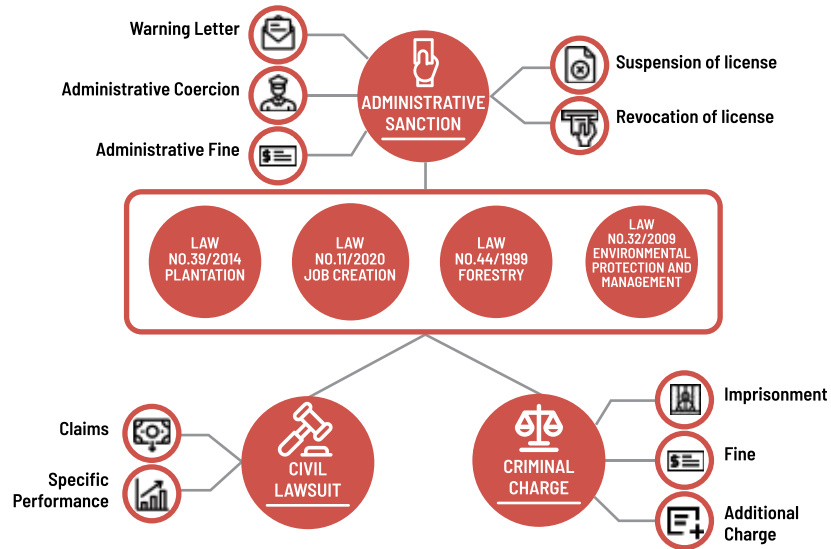 Warning Letter
Administrative Coercion
Administrative Fine
ADMINISTRATIVE
SANCTION
Suspension of license
Revocation of license
LAW
NO.39/2014
PLANTATION
LAW
NO.11/2020
JOB CREATION
LAW
NO.44/1999
FORESTRY
LAW
NO.32/2009
ENVIRONMENTAL
PROTECTION AND
MANAGEMENT
Claims
Specific
Performance
CIVIL
LAWSUIT
CRIMINAL
CHARGE
Imprisonment
Fine
Additional
Charge